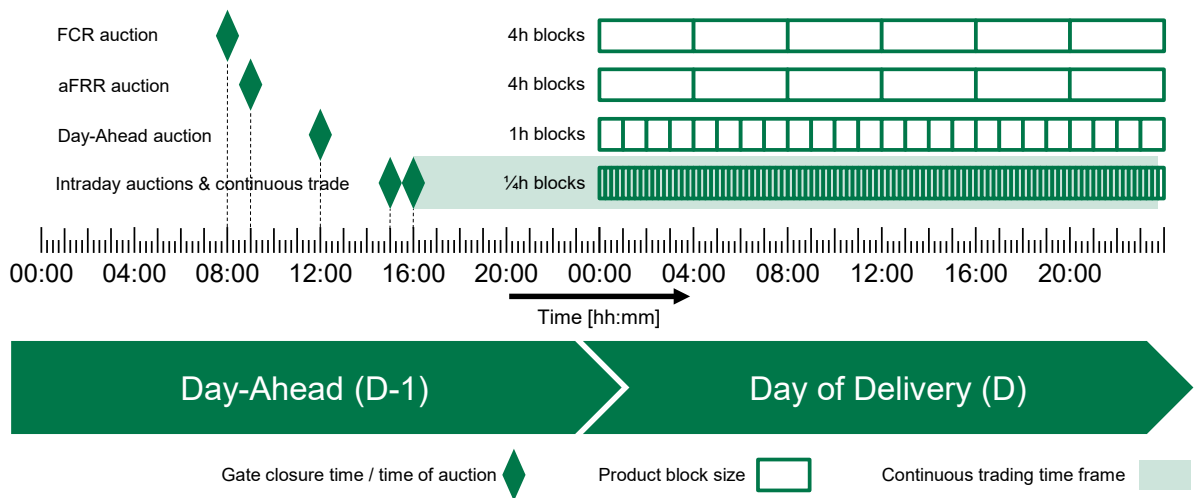 FCR auction
4h blocks
aFRR auction
4h blocks
Day-Ahead auction
1h blocks
Intraday auctions & continuous trade
¼h blocks
00:00 04:00 08:00 12:00 16:00 20:00 00:00 04:00 08:00 12:00 16:00 20:00
Time [hh:mm]
Day-Ahead (D-1)
Day of Delivery (D)
Gate closure time / time of auction
Product block size
Continuous trading time frame